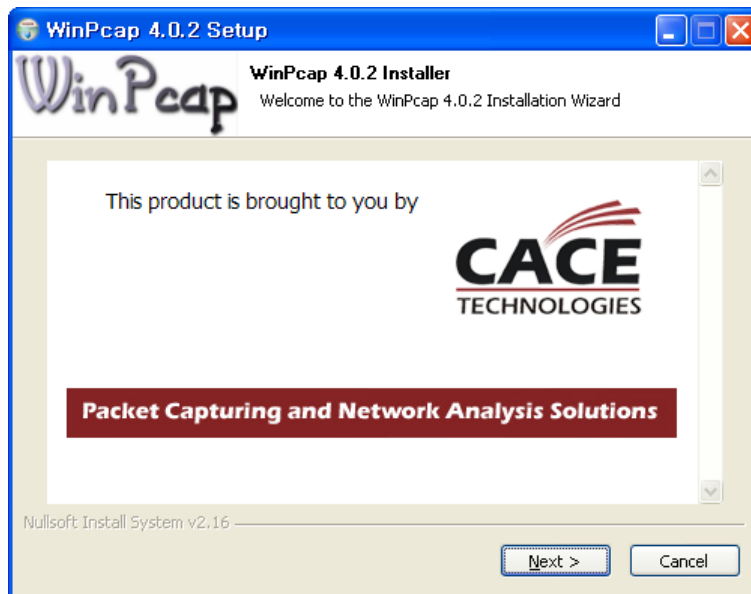 WinPcap 4.0.2 Setup
WinPcap
WinPcap 4.0.2 Installer
Welcome to the WinPcap 4.0.2 Installation Wizard
This product is brought to you by
CACE
TECHNOLOGIES
Packet Capturing and Network Analysis Solutions
Nullsoft Install System v2.16
Next >
Cancel